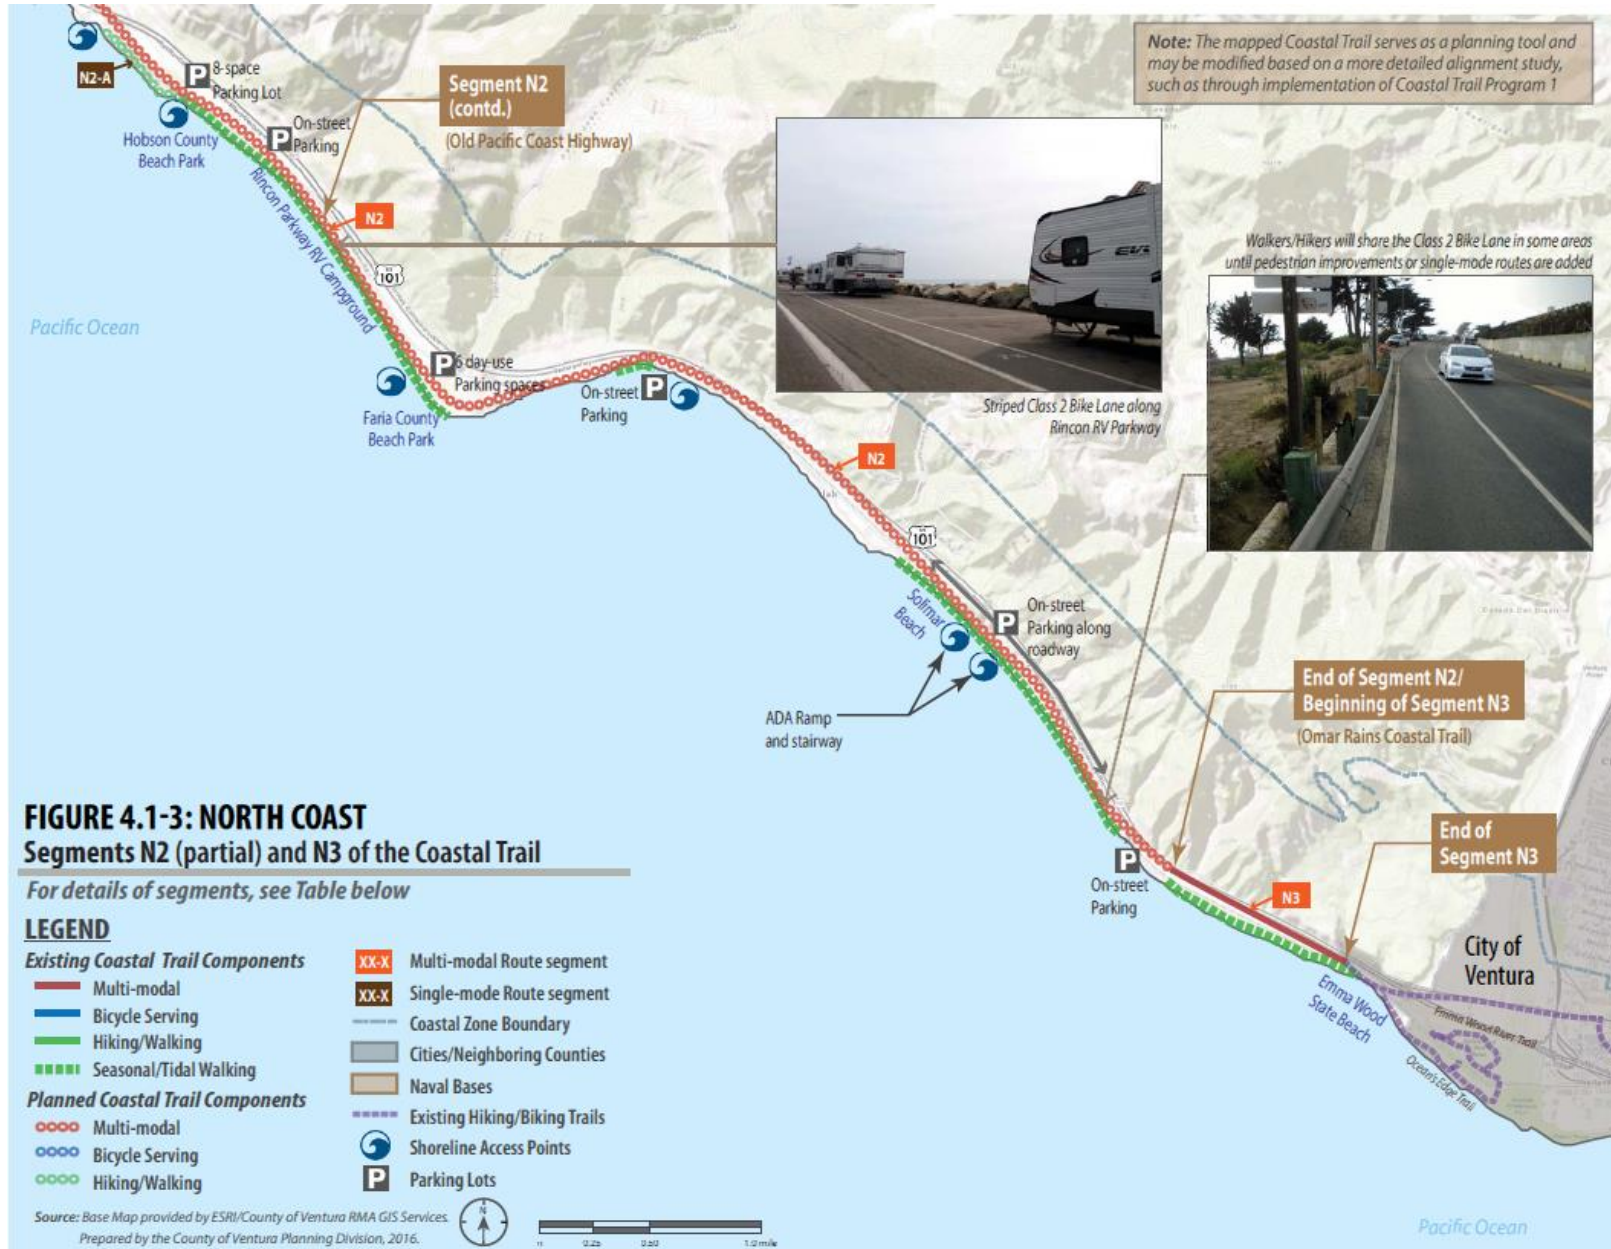 Note: The mapped Coastal Trail serves as a planning tool and
may be modified based on a more detailed alignment study,
such as through implementation of Coastal Trail Program 1
N2-A
P
8-space
Parking Lot
Segment N2
(contd.)
(Old Pacific Coast Highway)
P
On-street
Parking
Hobson County
Beach Park
N2
Rincon Parkway RV Campground
101
Walkers/Hikers will share the Class 2 Bike Lane in some areas
until pedestrian improvements or single-mode routes are added
Pacific Ocean
P
6 day-use
Parking spaces
Faria County
Beach Park
On-street
Parking
P
Striped Class 2 Bike Lane along
Rincon RV Parkway
N2
101
Solimar
Beach
P
On-street
Parking along
roadway
ADA Ramp
and stairway
End of Segment N2/
Beginning of Segment N3
(Omar Rains Coastal Trail)
P
On-street
Parking
N3
End of
Segment N3
City of
Ventura
Emma Wood
State Beach
Emma Wood River Trail
Ocean's Edge Trail
FIGURE 4.1-3: NORTH COAST
Segments N2 (partial) and N3 of the Coastal Trail
For details of segments, see Table below
LEGEND
Existing Coastal Trail Components
Multi-modal
Bicycle Serving
Hiking/Walking
Seasonal/Tidal Walking
Planned Coastal Trail Components
Multi-modal
Bicycle Serving
Hiking/Walking
XX-X Multi-modal Route segment
XX-X Single-mode Route segment
Coastal Zone Boundary
Cities/Neighboring Counties
Naval Bases
Existing Hiking/Biking Trails
Shoreline Access Points
P Parking Lots
Source: Base Map provided by ESRI/County of Ventura RMA GIS Services.
Prepared by the County of Ventura Planning Division, 2016.
N
0.25 0.50 1.0 mile
Pacific Ocean